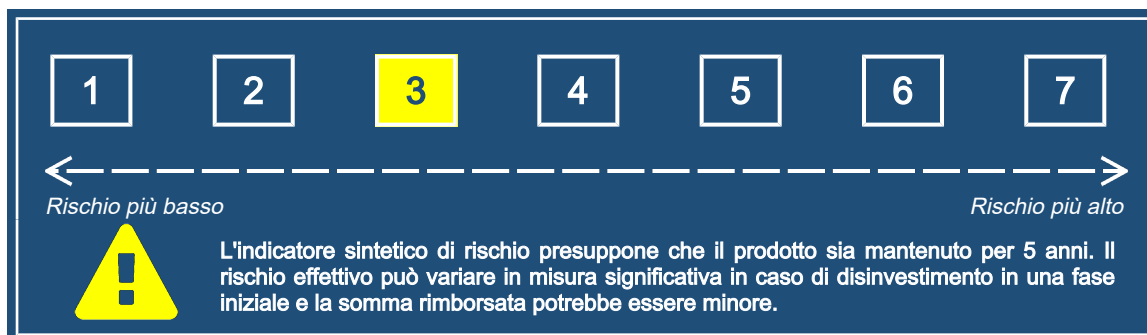 1 2 3 4 5 6 7
Rischio più basso Rischio più alto
L'indicatore sintetico di rischio presuppone che il prodotto sia mantenuto per 5 anni. Il
rischio effettivo può variare in misura significativa in caso di disinvestimento in una fase
iniziale e la somma rimborsata potrebbe essere minore.